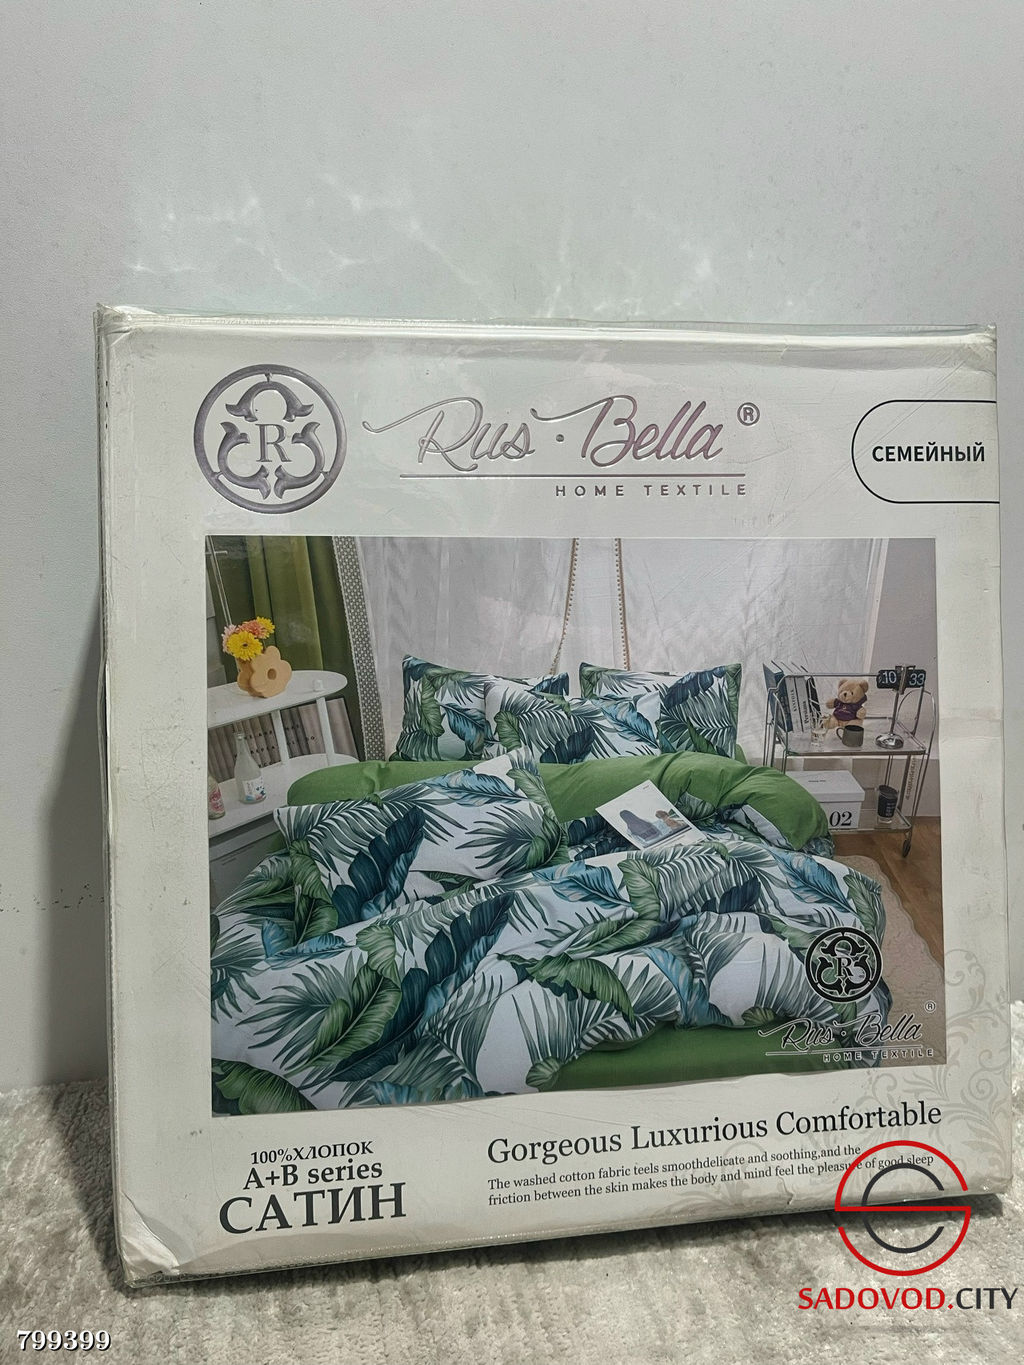 R
Rus·Bella®
HOME TEXTILE
СЕМЕЙНЫЙ
10 33
02
R
Rus·Bella®
HOME TEXTILE
100%ХЛОПОК
A+B series
САТИН
Gorgeous Luxurious Comfortable
The washed cotton fabric teels smoothdelicate and soothing,and the
friction between the skin makes the body and mind feel the pleasure of good sleep
SADOVOD.CITY
799399